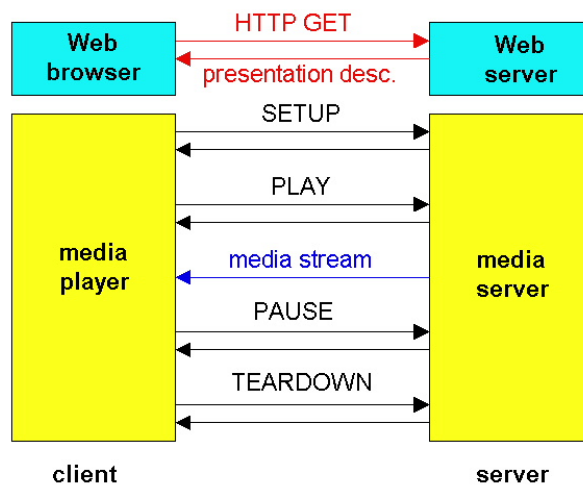 Web
browser
HTTP GET
presentation desc.
Web
server
SETUP
PLAY
media
player
media stream
media
server
PAUSE
TEARDOWN
client
server